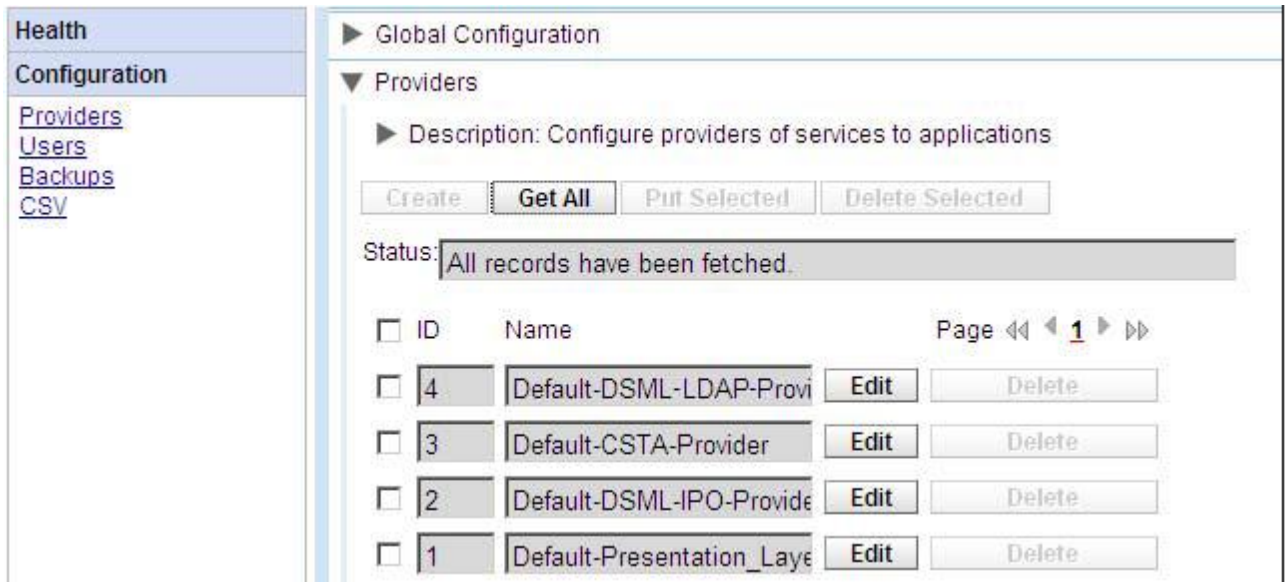 Health
Configuration
Providers
Users
Backups
CSV
Global Configuration
Providers
Description: Configure providers of services to applications
Create Get All Put Selected Delete Selected
Status: All records have been fetched.
ID Name Page 1
4 Default-DSML-LDAP-Provi Edit Delete
3 Default-CSTA-Provider Edit Delete
2 Default-DSML-IPO-Provide Edit Delete
1 Default-Presentation_Laye Edit Delete